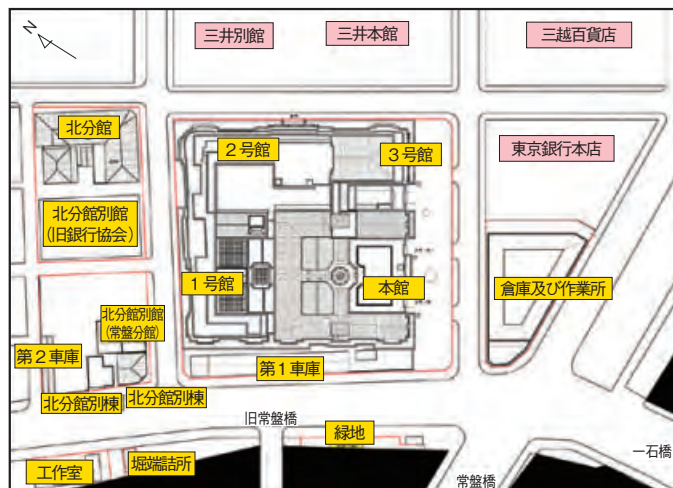 N
三井別館
三井本館
三越百貨店
北分館
2号館
3号館
東京銀行本店
北分館別館
(旧銀行協会)
1号館
本館
倉庫及び作業所
北分館別館
(常盤分館)
第2車庫
第1車庫
北分館別棟
北分館別棟
旧常盤橋
緑地
一石橋
工作室
堀端詰所
常盤橋